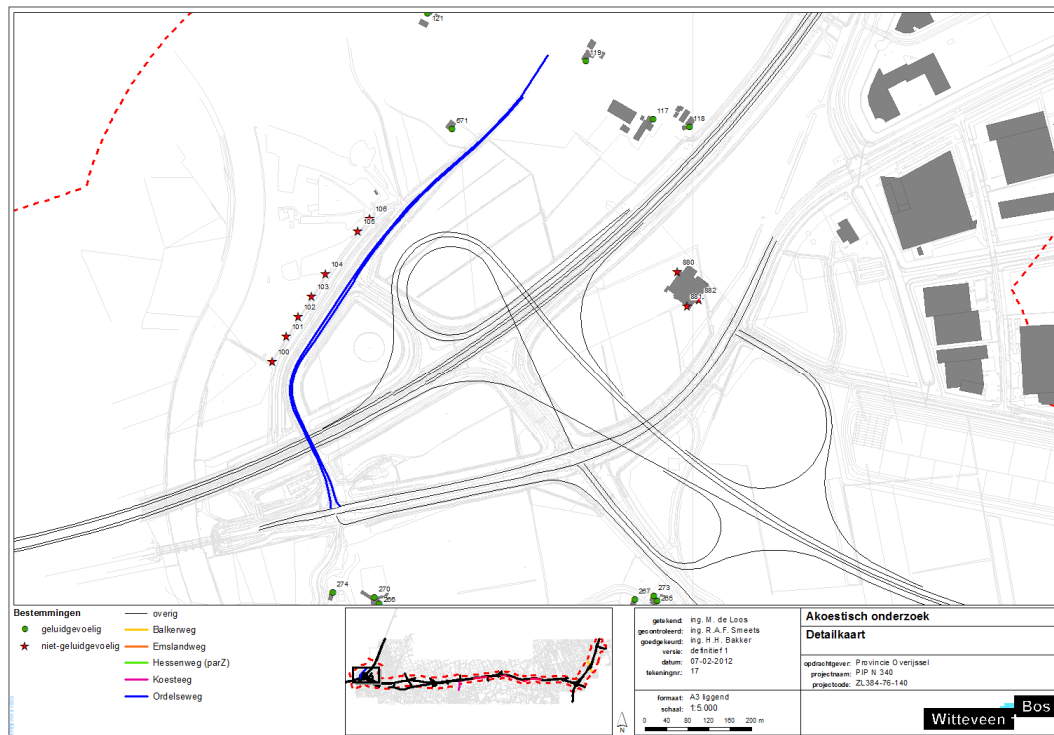 121
119
117
118
671
106
105
104
103
102
101
100
880
882
881
274
270
266
267
273
265
Bestemmingen
geluidgevoelig
niet-geluidgevoelig
overig
Balkerweg
Emslandweg
Hessenweg (parZ)
Koesteeg
Ordelseweg
N
getekend: ing. M. de Loos
gecontroleerd: ing. R.A.F. Smeets
goedgekeurd: ing. H.H. Bakker
versie: definitief 1
datum: 07-02-2012
tekeningnr.: 17
formaat: A3 liggend
schaal: 1:5.000
0 40 80 120 160 200 m
Akoestisch onderzoek
Detailkaart
opdrachtgever: Provincie Overijssel
projectnaam: PIP N 340
projectcode: ZL384-76-140
Witteveen
Bos